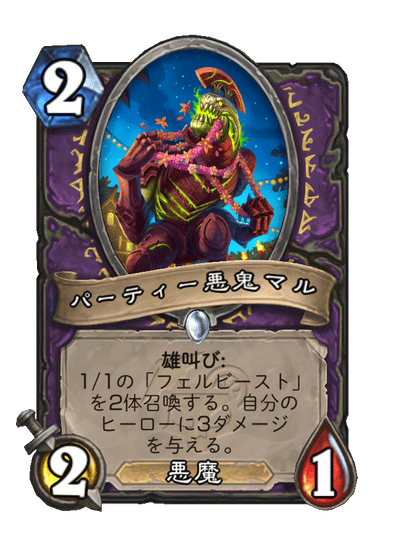 2
パーティー悪鬼マル
雄叫び:
1/1の「フェルビースト」
を2体召喚する。自分の
ヒーローに3ダメージ
を与える。
2
悪魔
1